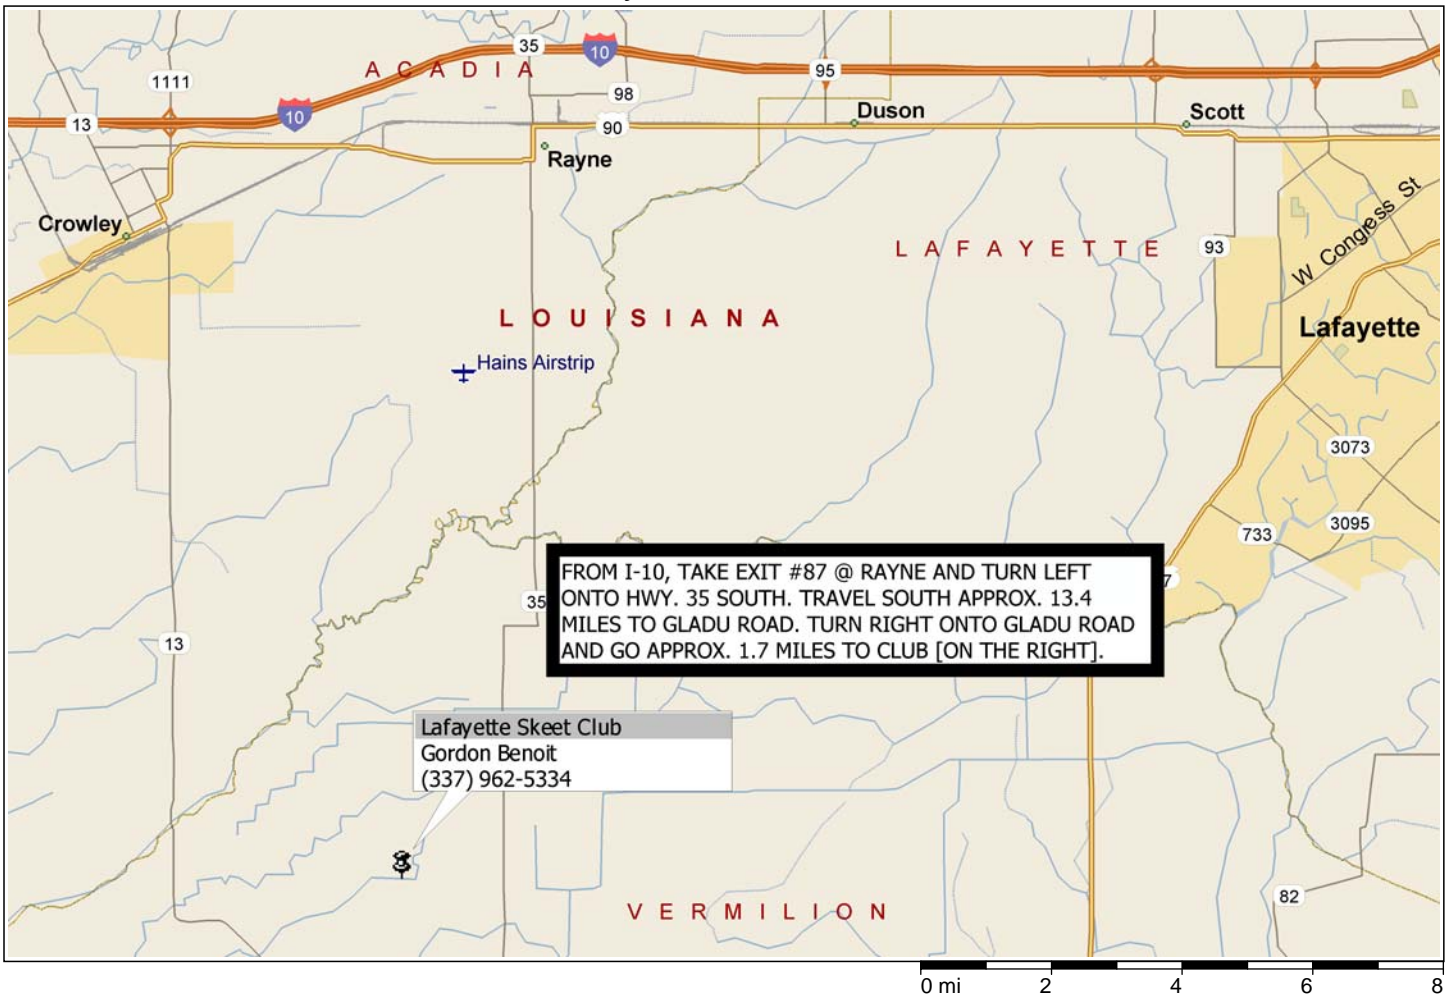 35
10
A C A D I A
95
1111
98
13
10
90
Duson
Scott
Rayne
Crowley
W Congress St
L A F A Y E T T E
93
L O U I S I A N A
Lafayette
Hains Airstrip
3073
3095
733
FROM I-10, TAKE EXIT #87 @ RAYNE AND TURN LEFT
ONTO HWY. 35 SOUTH. TRAVEL SOUTH APPROX. 13.4
MILES TO GLADU ROAD. TURN RIGHT ONTO GLADU ROAD
AND GO APPROX. 1.7 MILES TO CLUB [ON THE RIGHT].
7
35
13
Lafayette Skeet Club
Gordon Benoit
(337) 962-5334
82
V E R M I L I O N
0 mi 2 4 6 8